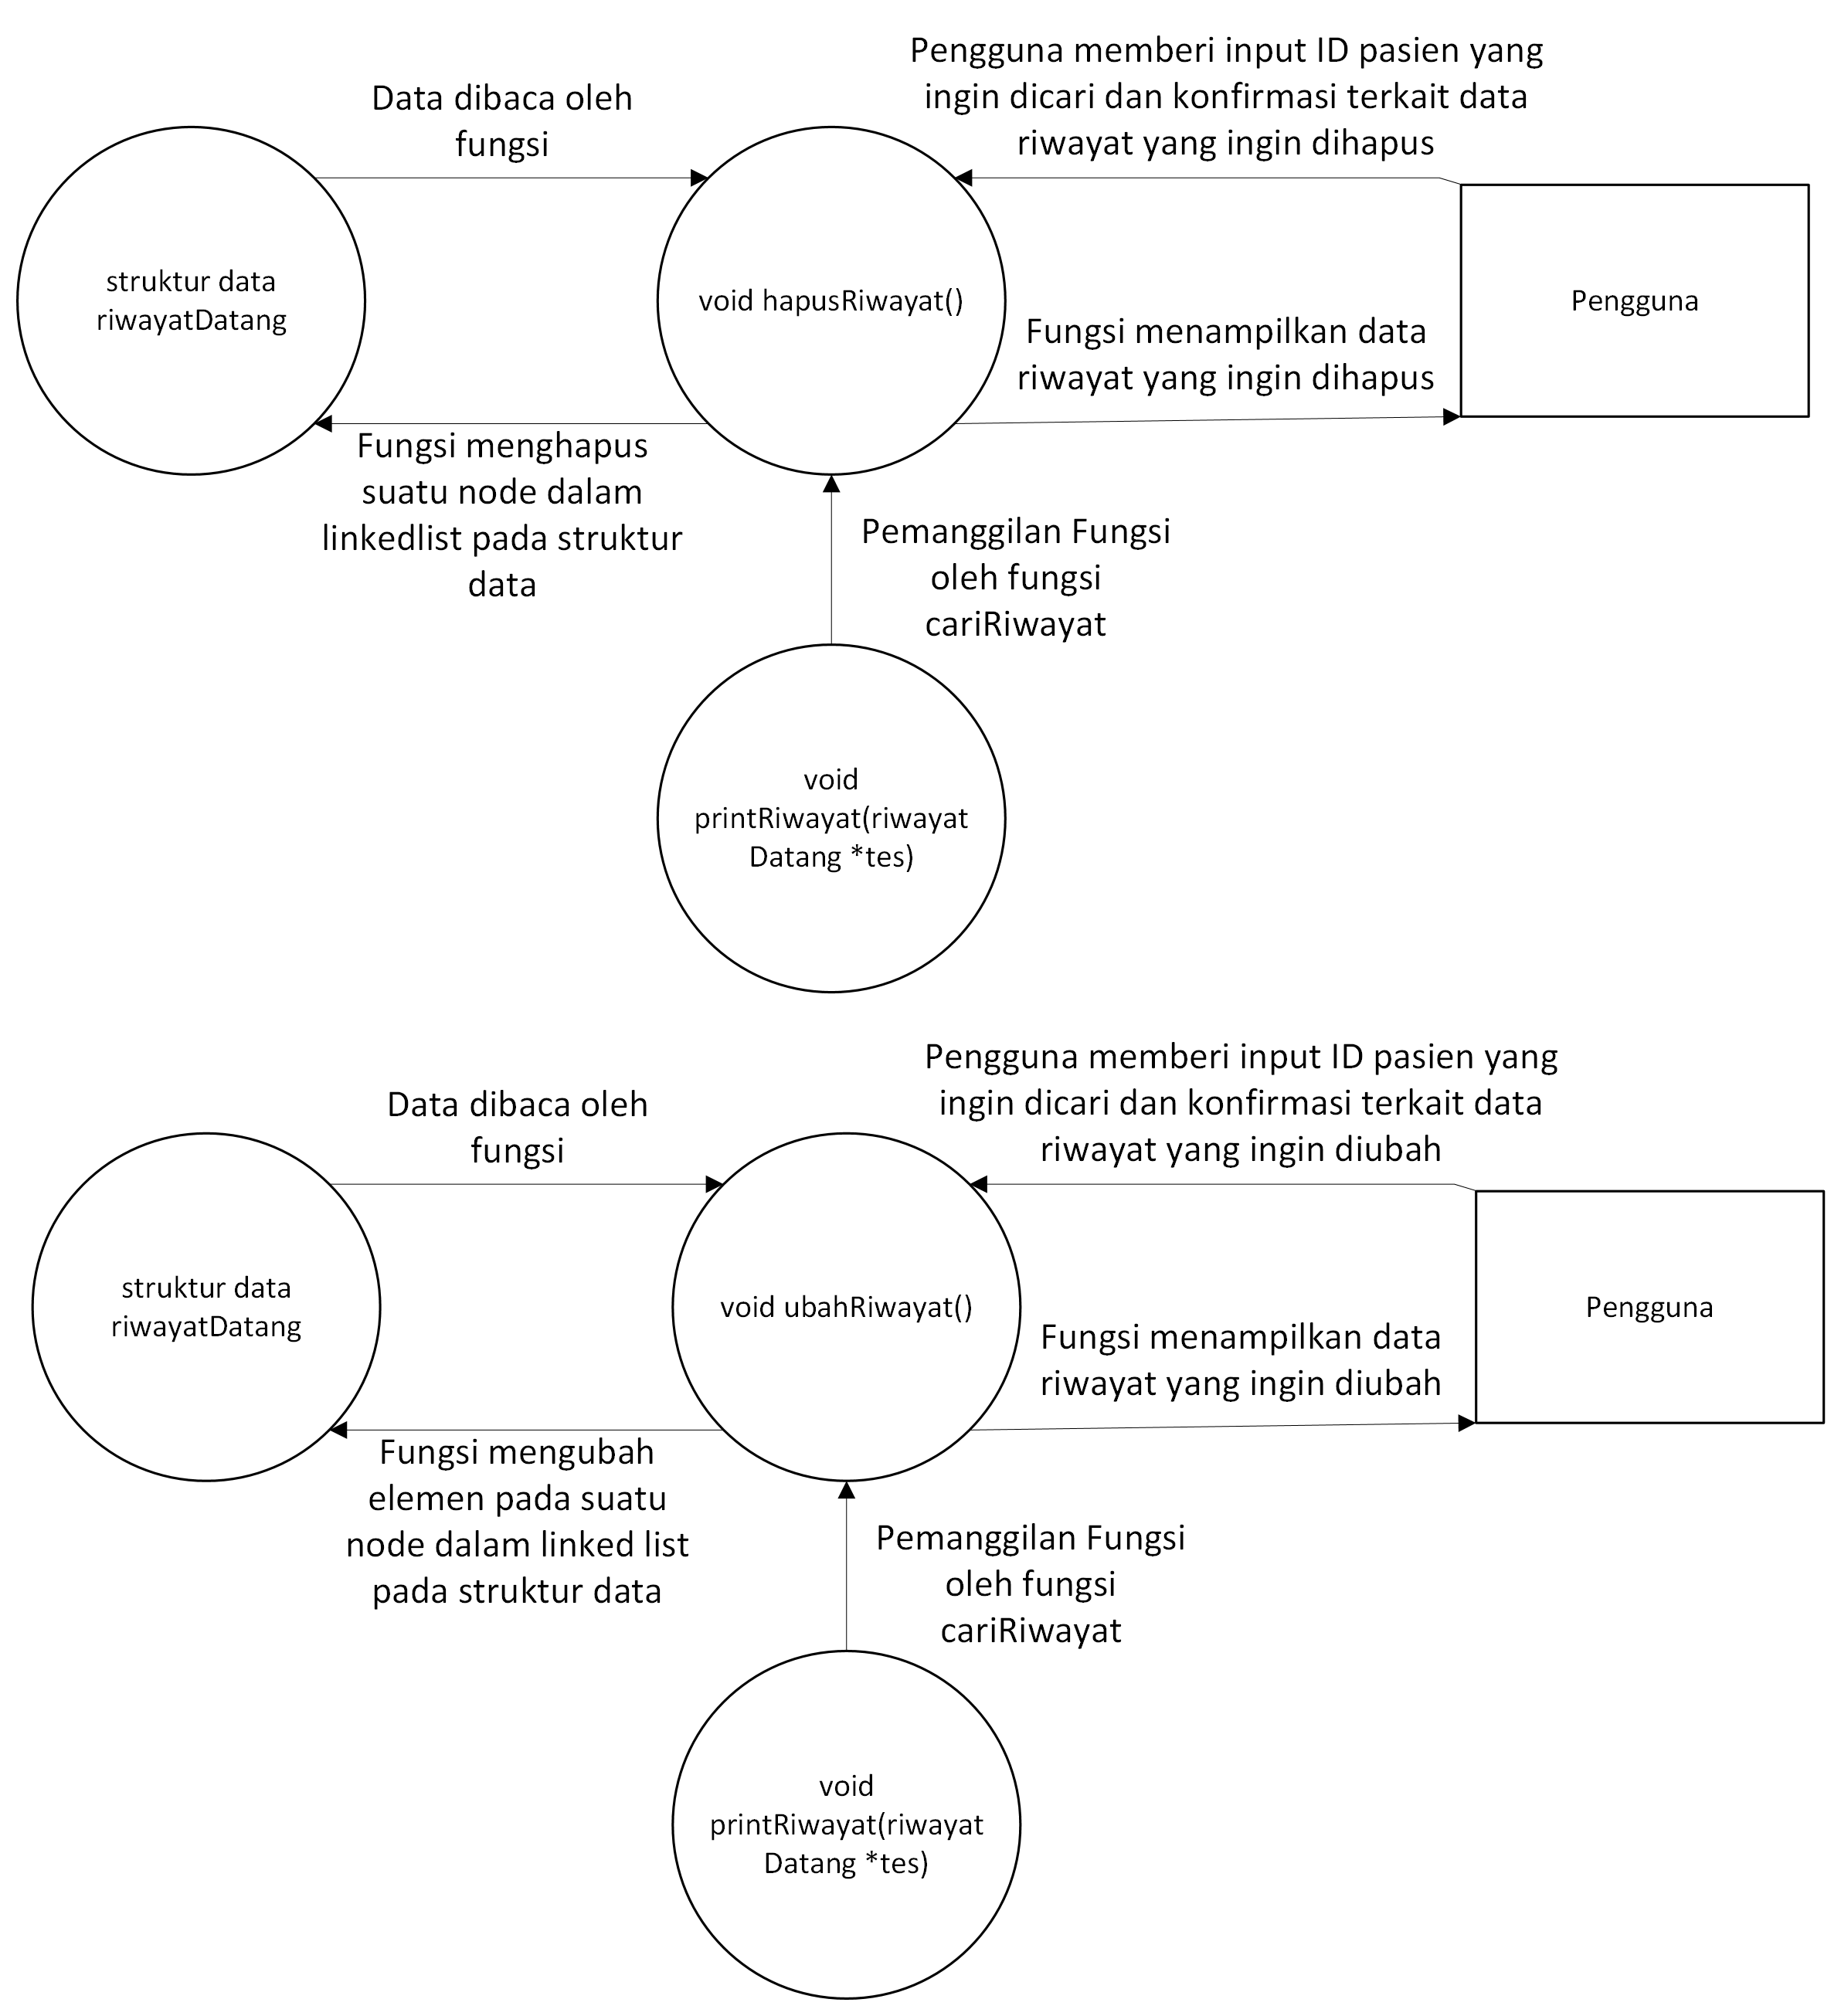 Pengguna memberi input ID pasien yang
ingin dicari dan konfirmasi terkait data
riwayat yang ingin dihapus
Data dibaca oleh
fungsi
struktur data
riwayatDatang
void hapusRiwayat()
Pengguna
Fungsi menampilkan data
riwayat yang ingin dihapus
Fungsi menghapus
suatu node dalam
linkedlist pada struktur
data
Pemanggilan Fungsi
oleh fungsi
cariRiwayat
void
printRiwayat(riwayat
Datang *tes)
Pengguna memberi input ID pasien yang
ingin dicari dan konfirmasi terkait data
riwayat yang ingin diubah
Data dibaca oleh
fungsi
struktur data
riwayatDatang
void ubahRiwayat()
Pengguna
Fungsi menampilkan data
riwayat yang ingin diubah
Fungsi mengubah
elemen pada suatu
node dalam linked list
pada struktur data
Pemanggilan Fungsi
oleh fungsi
cariRiwayat
void
printRiwayat(riwayat
Datang *tes)